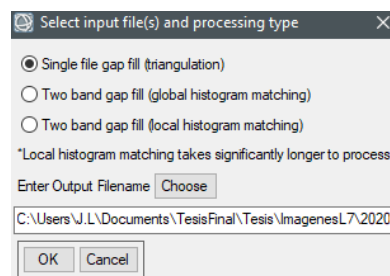 Select input file(s) and processing type
Single file gap fill (triangulation)
Two band gap fill (global histogram matching)
Two band gap fill (local histogram matching)
*Local histogram matching takes significantly longer to process
Enter Output Filename Choose
C:\Users\J.L\Documents\TesisFinal\Tesis\ImagenesL7\2020
OK Cancel